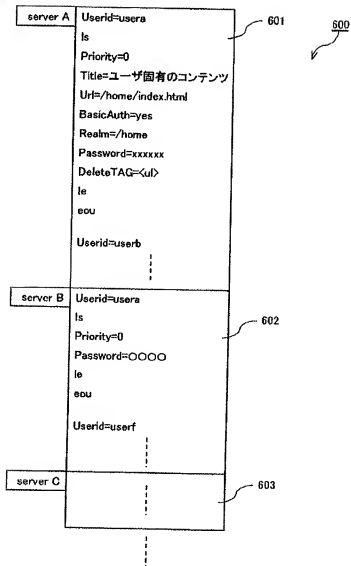 server A
Userid=usera
ls
Priority=0
Title=ユーザ固有のコンテンツ
Url=/home/index.html
BasicAuth=yes
Realm=/home
Password=xxxxxx
DeleteTAG=<ul>
le
eou
Userid=userb
601
600
server B
Userid=usera
ls
Priority=0
Password=○○○○
le
eou
Userid=userf
602
server C
603